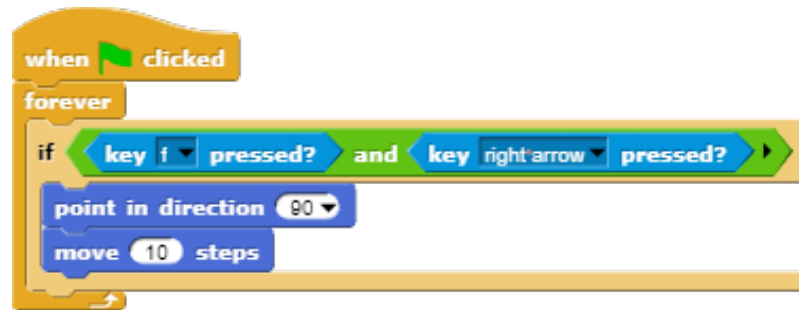 when clicked
forever
if key f pressed? and key right arrow pressed?
point in direction 90
move 10 steps